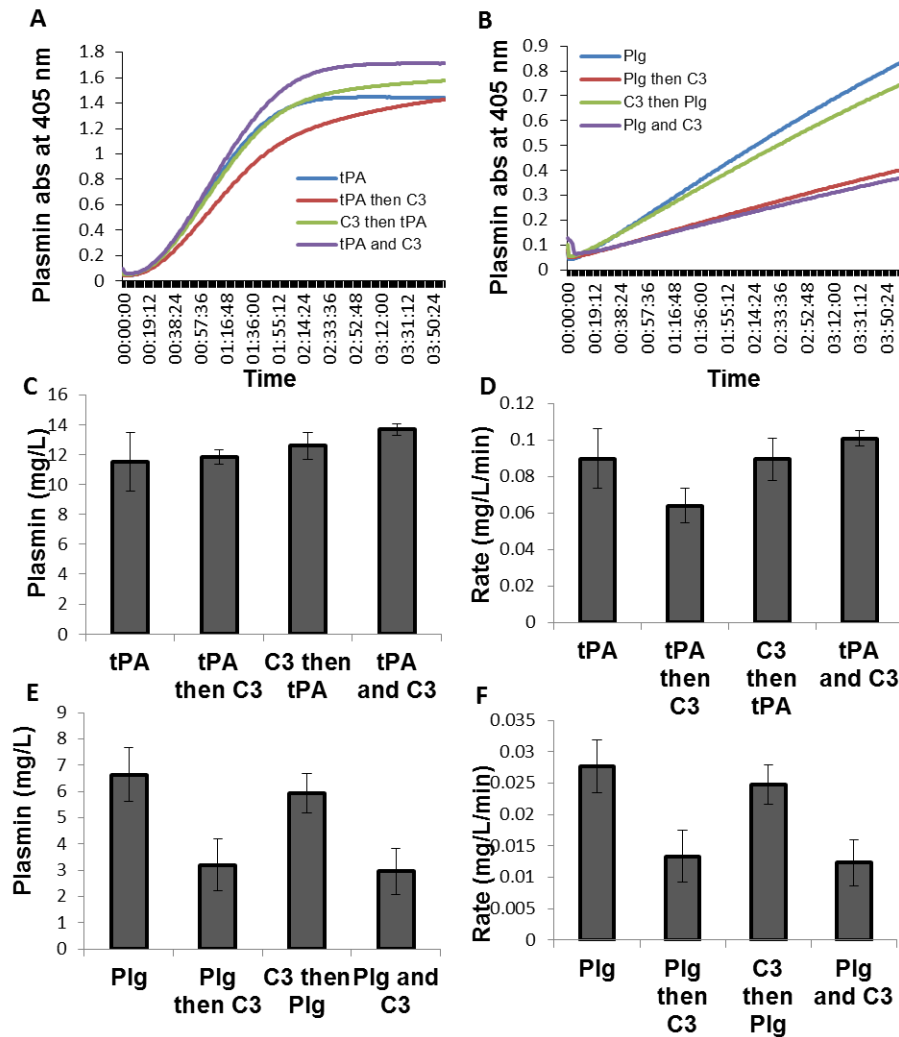 A
Plasmin abs at 405 nm
1.8
1.6
1.4
1.2
1
0.8
0.6
0.4
0.2
0
tPA
tPA then C3
C3 then tPA
tPA and C3
00:00:00
00:19:12
00:38:24
00:57:36
01:16:48
01:36:00
01:55:12
02:14:24
02:33:36
02:52:48
03:12:00
03:31:12
03:50:24
Time
B
Plasmin abs at 405 nm
0.9
0.8
0.7
0.6
0.5
0.4
0.3
0.2
0.1
0
Plg
Plg then C3
C3 then Plg
Plg and C3
00:00:00
00:19:12
00:38:24
00:57:36
01:16:48
01:36:00
01:55:12
02:14:24
02:33:36
02:52:48
03:12:00
03:31:12
03:50:24
Time
C
Plasmin (mg/L)
16
14
12
10
8
6
4
2
0
tPA
tPA
then C3
C3 then
tPA
tPA
and C3
D
Rate (mg/L/min)
0.12
0.1
0.08
0.06
0.04
0.02
0
tPA
tPA
then
C3
C3
then
tPA
tPA
and C3
E
Plasmin (mg/L)
9
8
7
6
5
4
3
2
1
0
Plg
Plg
then C3
C3 then
Plg
Plg and
C3
F
Rate (mg/L/min)
0.035
0.03
0.025
0.02
0.015
0.01
0.005
0
Plg
Plg
then
C3
C3
then
Plg
Plg
and C3